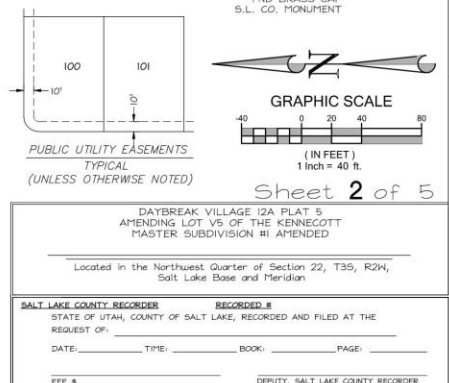 FND BRASS CAP
S.L. CO. MONUMENT
100
101
10'
10'
PUBLIC UTILITY EASEMENTS
TYPICAL
(UNLESS OTHERWISE NOTED)
N
GRAPHIC SCALE
-40 0 20 40 80
( IN FEET )
1 Inch = 40 ft.
Sheet 2 of 5
DAYBREAK VILLAGE 12A PLAT 5
AMENDING LOT V5 OF THE KENNECOTT
MASTER SUBDIVISION #1 AMENDED
Located in the Northwest Quarter of Section 22, T3S, R2W,
Salt Lake Base and Meridian
SALT LAKE COUNTY RECORDER RECORDED #
STATE OF UTAH, COUNTY OF SALT LAKE, RECORDED AND FILED AT THE
REQUEST OF:
DATE: TIME: BOOK: PAGE:
FEE $ DEPUTY, SALT LAKE COUNTY RECORDER